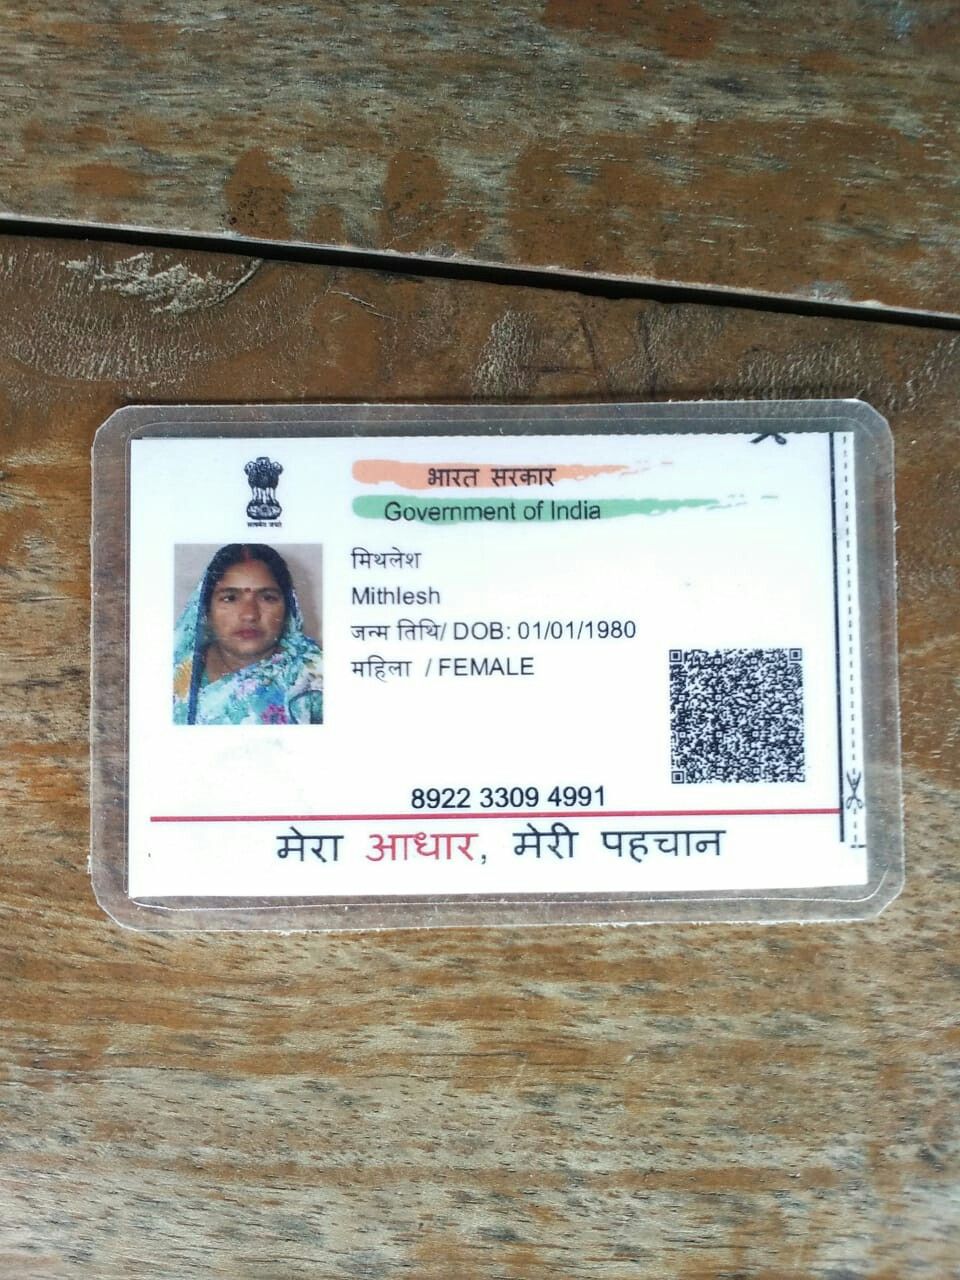 सत्यमेव जयते
भारत सरकार
Government of India
मिथलेश
Mithlesh
जन्म तिथि/ DOB: 01/01/1980
महिला / FEMALE
8922 3309 4991
मेरा आधार, मेरी पहचान